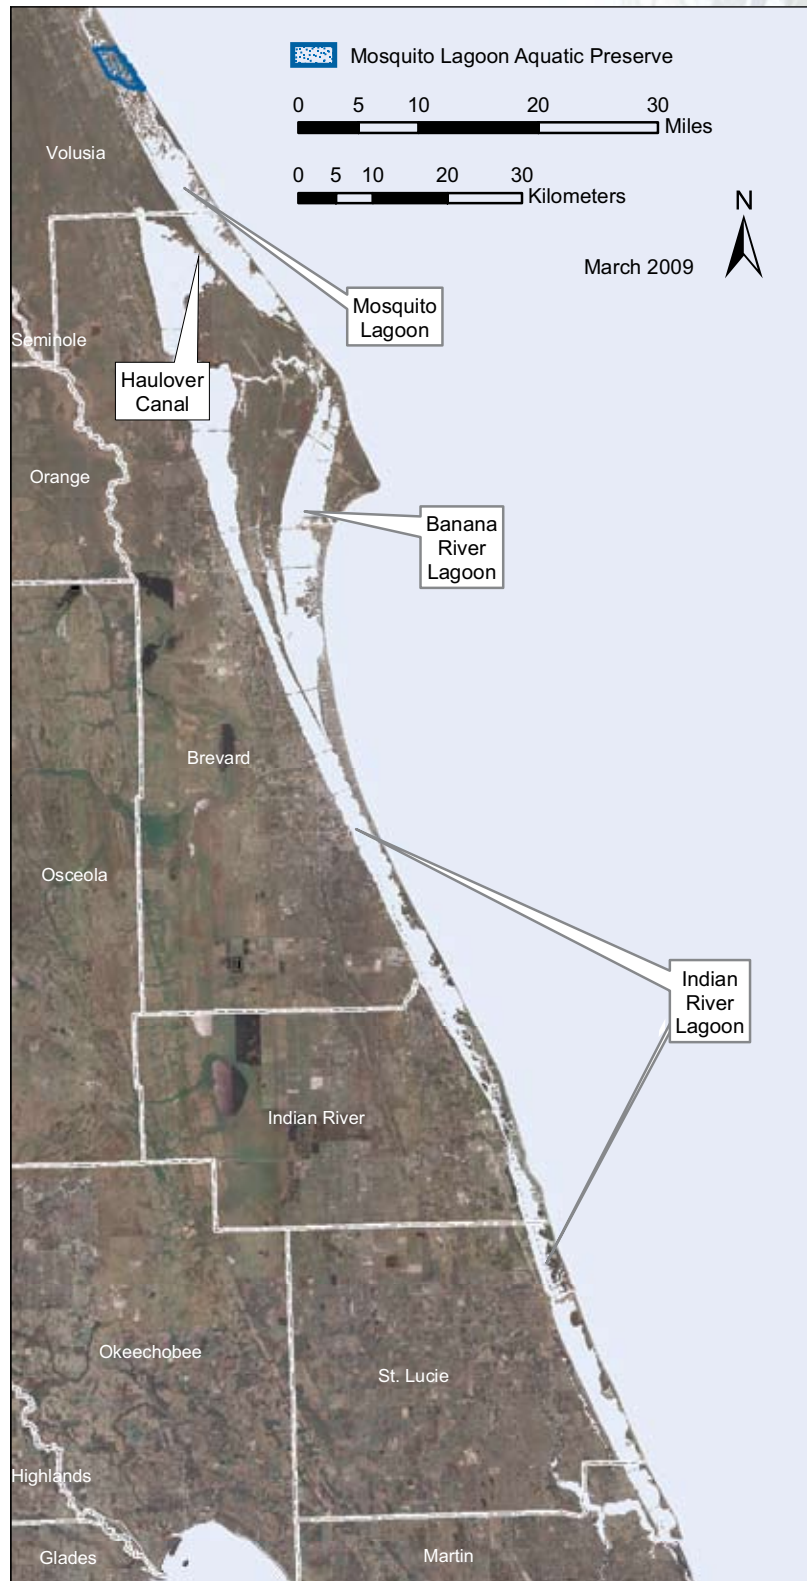 Mosquito Lagoon Aquatic Preserve
0 5 10 20 30
Miles
0 5 10 20 30
Kilometers
N
March 2009
Volusia
Mosquito
Lagoon
Seminole
Haulover
Canal
Orange
Banana
River
Lagoon
Brevard
Osceola
Indian
River
Lagoon
Indian River
Okeechobee
St. Lucie
Highlands
Glades
Martin